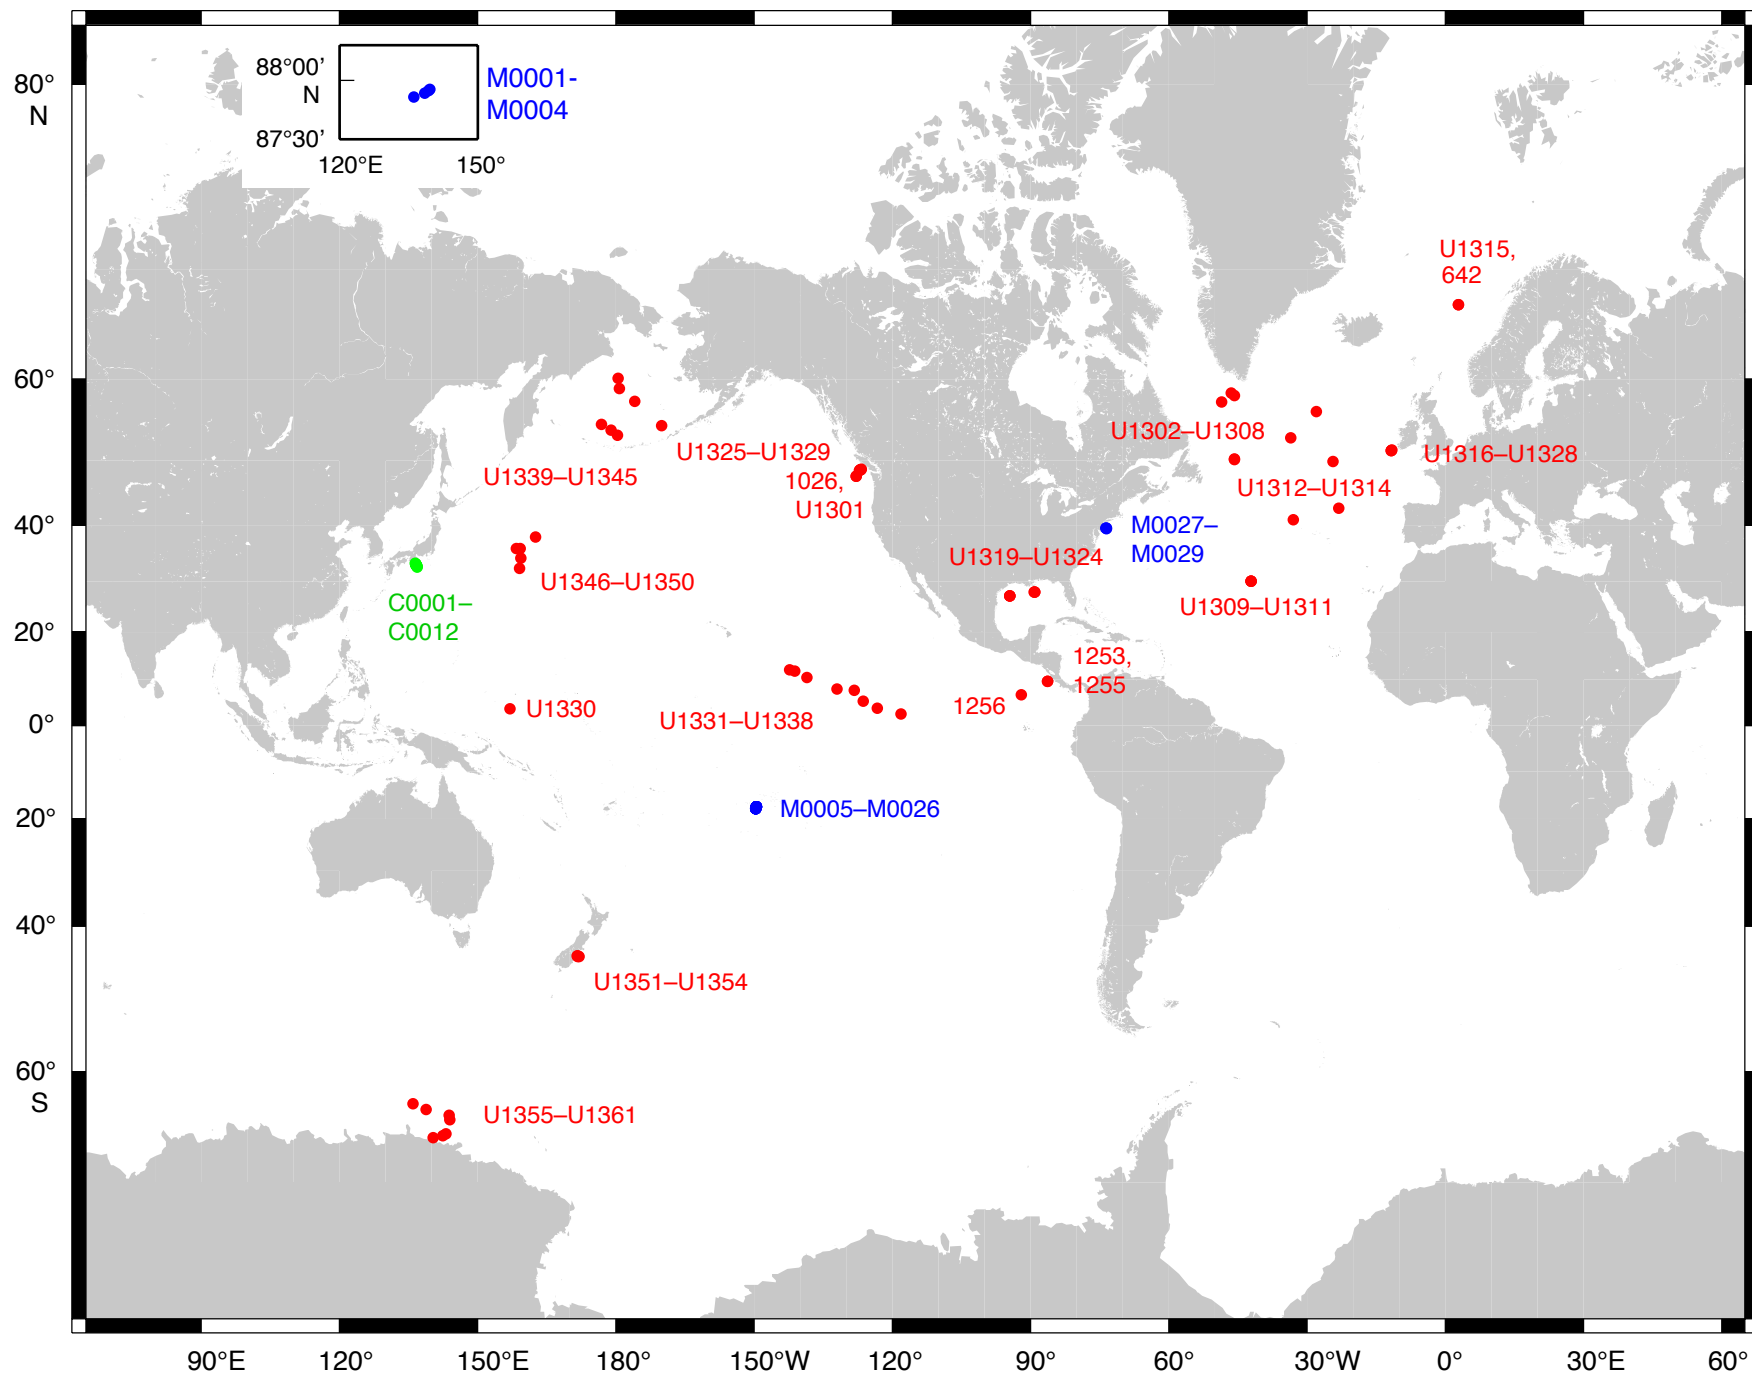 88°00'
N
87°30'
120°E 150°
M0001-
M0004
80°
N
60°
40°
20°
0°
20°
40°
60°
S
U1315,
642
U1302–U1308
U1316–U1328
U1325–U1329
1026,
U1301
U1339–U1345
U1312–U1314
M0027–
M0029
U1319–U1324
U1346–U1350
C0001–
C0012
U1309–U1311
1253,
1255
1256
U1330
U1331–U1338
M0005–M0026
U1351–U1354
U1355–U1361
90°E 120° 150°E 180° 150°W 120° 90° 60° 30°W 0° 30°E 60°